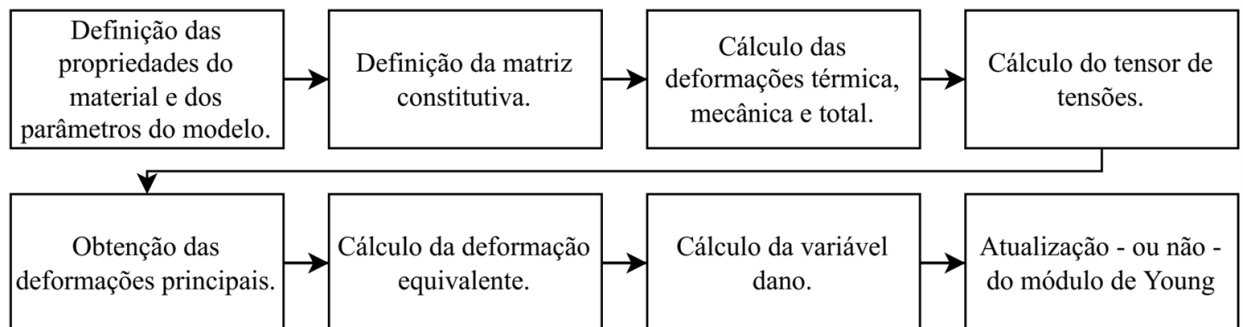 Definição das
propriedades do
material e dos
parâmetros do modelo.
Definição da matriz
constitutiva.
Cálculo das
deformações térmica,
mecânica e total.
Cálculo do tensor de
tensões.
Obtenção das
deformações principais.
Cálculo da deformação
equivalente.
Cálculo da variável
dano.
Atualização - ou não -
do módulo de Young